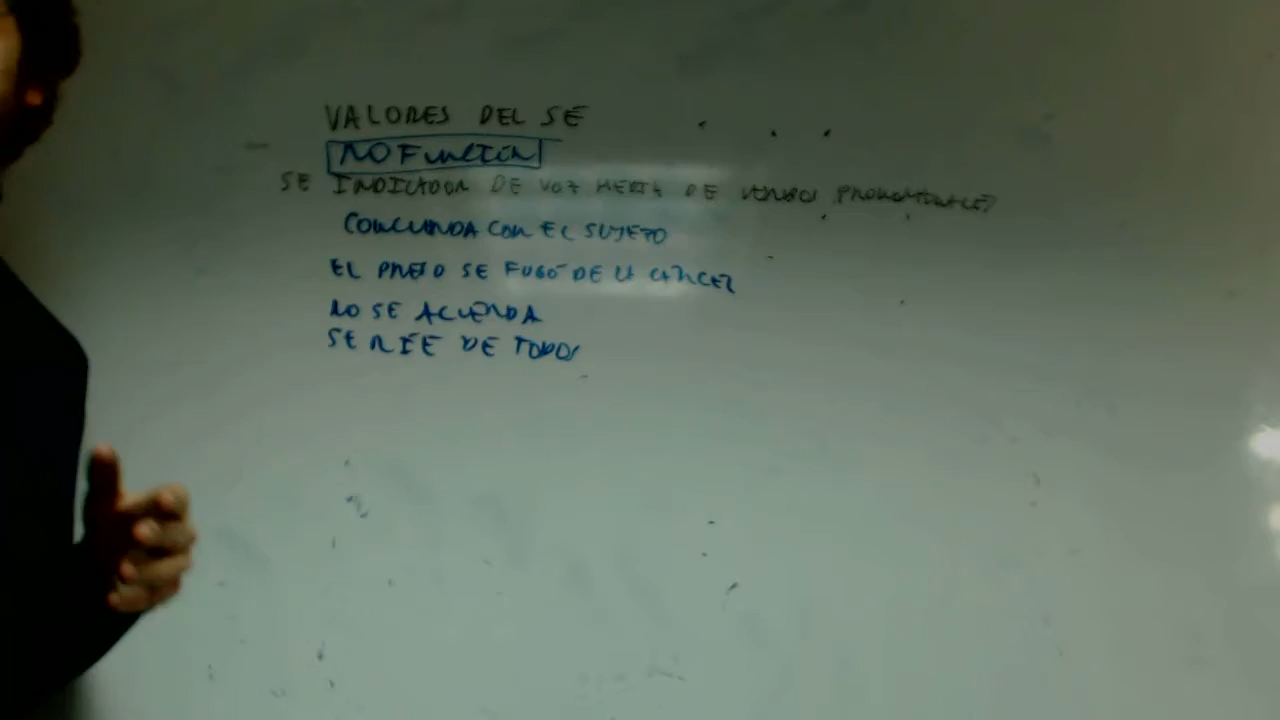 VALORES DEL SE
NO FUNCION
SE INDICADOR DE VOZ MEDIA DE VERBOS PRONOMINALES
CONCUERDA CON EL SUJETO
EL PRESO SE FUGÓ DE LA CÁRCEL
NO SE ACUERDA
SE RÍE DE TODOS